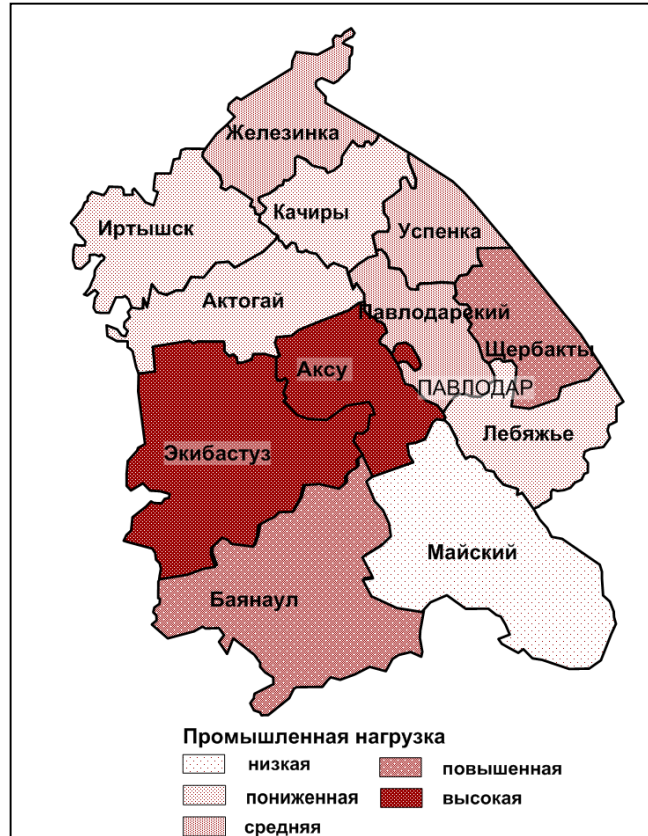 Железинка
Качиры
Иртышск
Успенка
Актогай
Павлодарский
Щербакты
Аксу
ПАВЛОДАР
Лебяжье
Экибастуз
Майский
Баянаул
Промышленная нагрузка
низкая
повышенная
пониженная
высокая
средняя